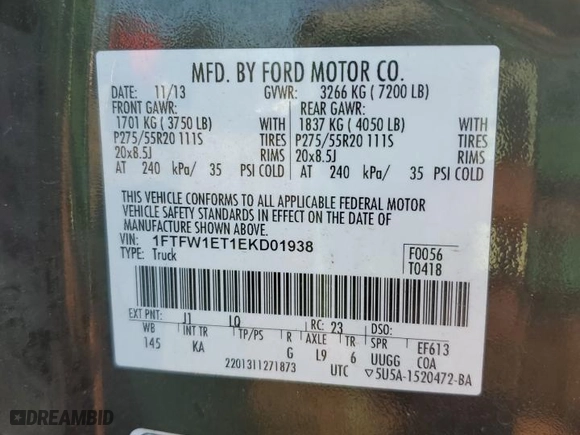 MFD. BY FORD MOTOR CO.
DATE: 11/13 GVWR: 3266 KG ( 7200 LB)
FRONT GAWR: REAR GAWR:
1701 KG ( 3750 LB) WITH 1837 KG ( 4050 LB) WITH
P275/55R20 111S TIRES P275/55R20 111S TIRES
20x8.5J RIMS 20x8.5J RIMS
AT 240 kPa/ 35 PSI COLD AT 240 kPa/ 35 PSI COLD
THIS VEHICLE CONFORMS TO ALL APPLICABLE FEDERAL MOTOR
VEHICLE SAFETY STANDARDS IN EFFECT ON THE DATE OF
MANUFACTURE SHOWN ABOVE.
VIN: 1FTFW1ET1EKD01938 F0056
TYPE: Truck T0418
EXT PNT: J1 LQ RC: 23 DSO:
WB INT TR TP/PS R AXLE TR SPR EF613
145 KA G L9 6 UUGG COA
2201311271873 UTC ▽5U5A-1520472-BA
DREAMBID